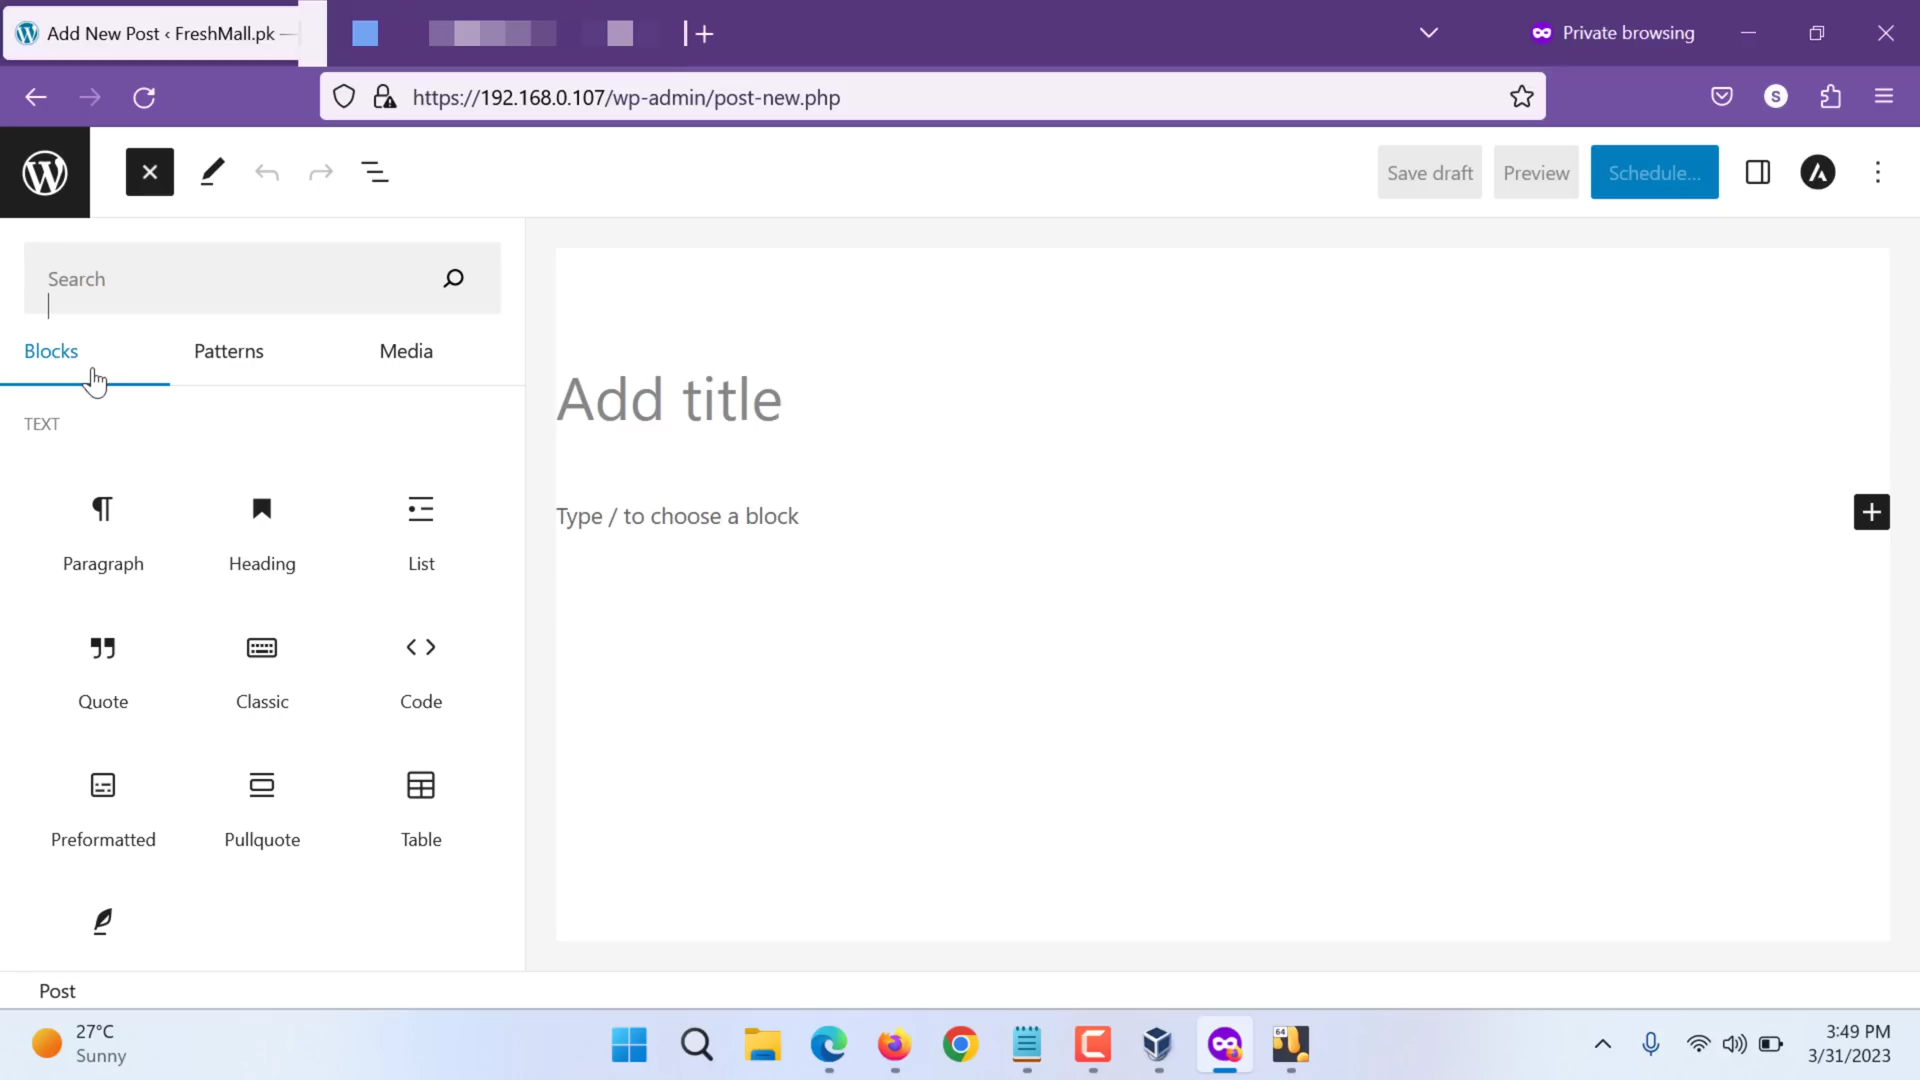 Add New Post ‹ FreshMall.pk —
Private browsing
https://192.168.0.107/wp-admin/post-new.php
S
Save draft
Preview
Schedule...
Search
Blocks
Patterns
Media
TEXT
Paragraph
Heading
List
Quote
Classic
Code
Preformatted
Pullquote
Table
Add title
Type / to choose a block
Post
27°C
Sunny
64
3:49 PM
3/31/2023